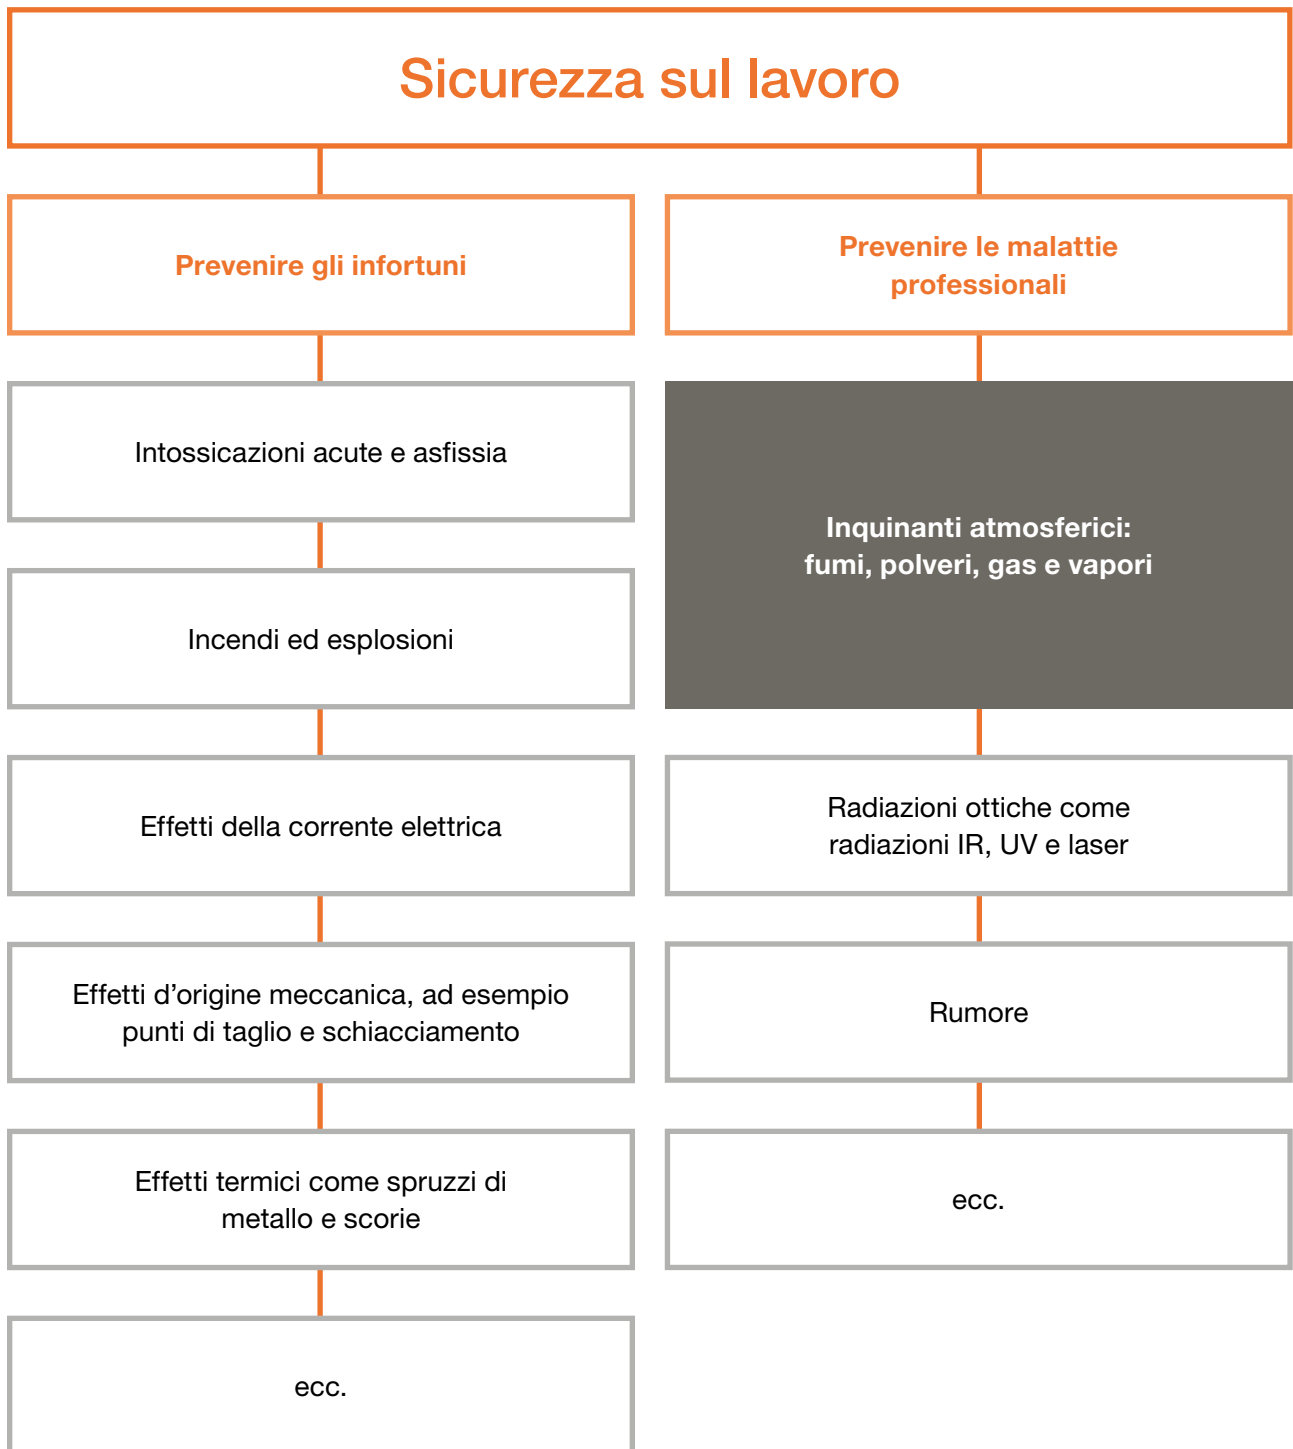 Sicurezza sul lavoro
Prevenire gli infortuni
Intossicazioni acute e asfissia
Incendi ed esplosioni
Effetti della corrente elettrica
Effetti d’origine meccanica, ad esempio
punti di taglio e schiacciamento
Effetti termici come spruzzi di
metallo e scorie
ecc.
Prevenire le malattie
professionali
Inquinanti atmosferici:
fumi, polveri, gas e vapori
Radiazioni ottiche come
radiazioni IR, UV e laser
Rumore
ecc.